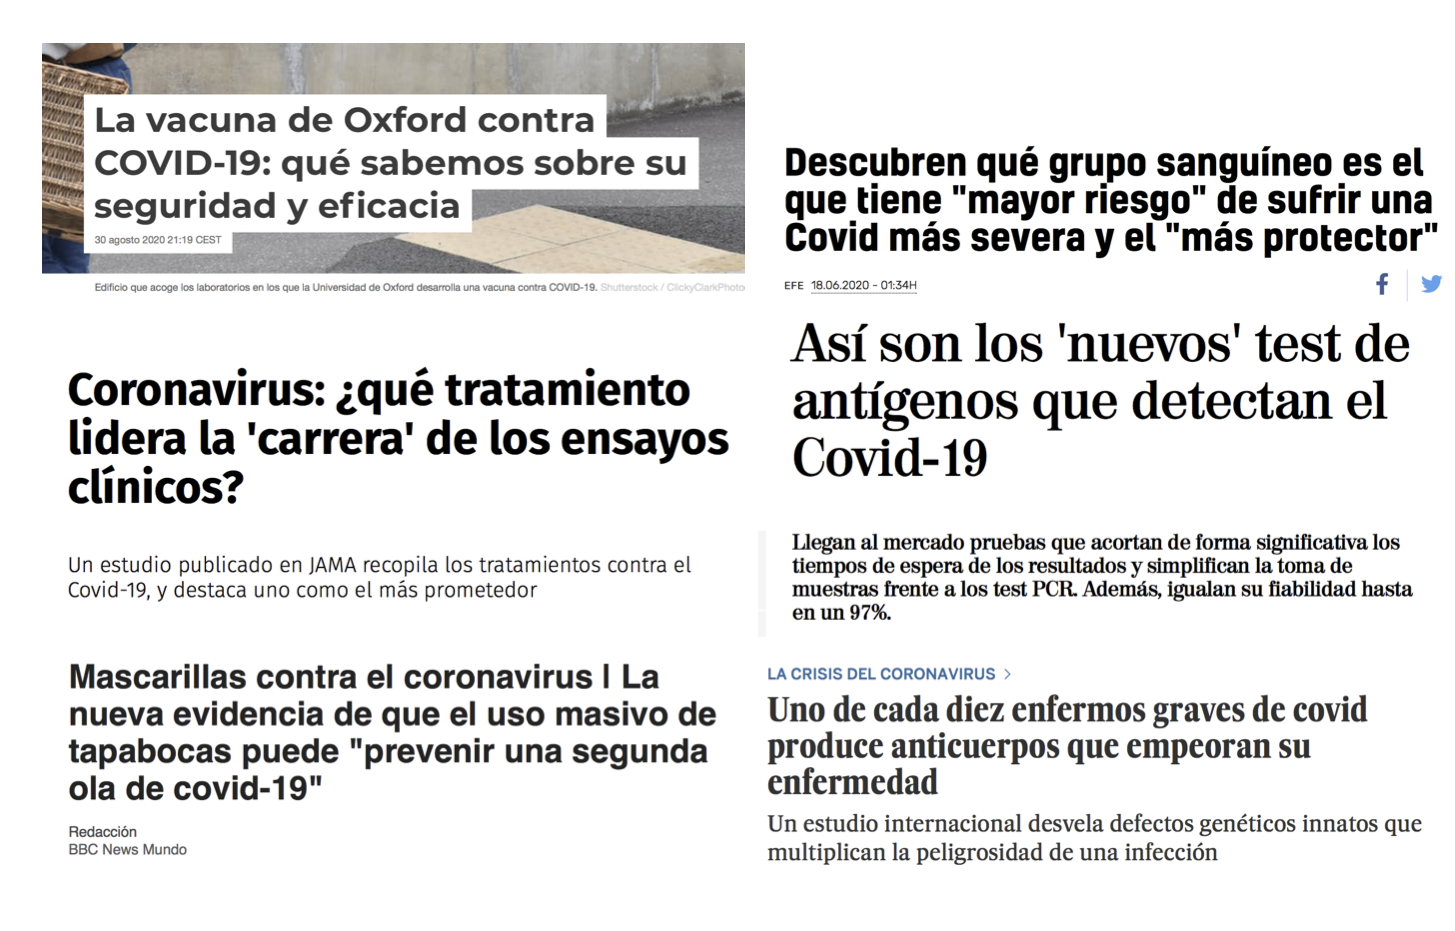 La vacuna de Oxford contra
COVID-19: qué sabemos sobre su
seguridad y eficacia
30 agosto 2020 21:19 CEST
Edificio que acoge los laboratorios en los que la Universidad de Oxford desarrolla una vacuna contra COVID-19. Shutterstock / ClickyClarkPhoto
Coronavirus: ¿qué tratamiento
lidera la 'carrera' de los ensayos
clínicos?
Un estudio publicado en JAMA recopila los tratamientos contra el
Covid-19, y destaca uno como el más prometedor
Mascarillas contra el coronavirus | La
nueva evidencia de que el uso masivo de
tapabocas puede "prevenir una segunda
ola de covid-19"
Redacción
BBC News Mundo
Descubren qué grupo sanguíneo es el
que tiene "mayor riesgo" de sufrir una
Covid más severa y el "más protector"
EFE 18.06.2020 - 01:34H
Así son los 'nuevos' test de
antígenos que detectan el
Covid-19
Llegan al mercado pruebas que acortan de forma significativa los
tiempos de espera de los resultados y simplifican la toma de
muestras frente a los test PCR. Además, igualan su fiabilidad hasta
en un 97%.
LA CRISIS DEL CORONAVIRUS >
Uno de cada diez enfermos graves de covid
produce anticuerpos que empeoran su
enfermedad
Un estudio internacional desvela defectos genéticos innatos que
multiplican la peligrosidad de una infección